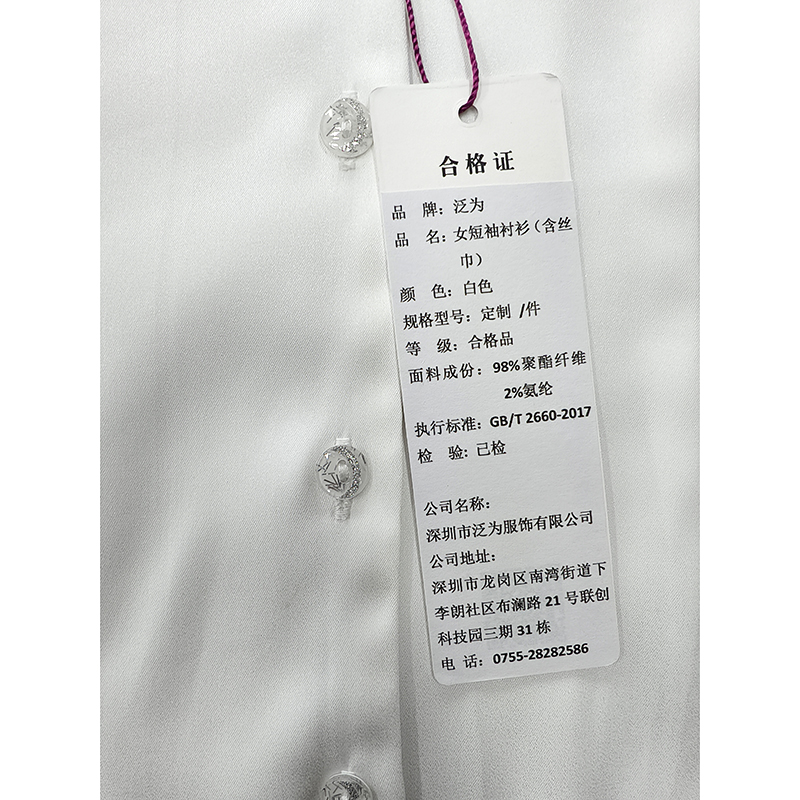 合格证
品 牌：泛为
品 名：女短袖衬衫（含丝
巾）
颜 色：白色
规格型号：定制 /件
等 级：合格品
面料成份：98%聚酯纤维
2%氨纶
执行标准：GB/T 2660-2017
检 验：已检
公司名称：
深圳市泛为服饰有限公司
公司地址：
深圳市龙岗区南湾街道下
李朗社区布澜路 21 号联创
科技园三期 31 栋
电 话：0755-28282586